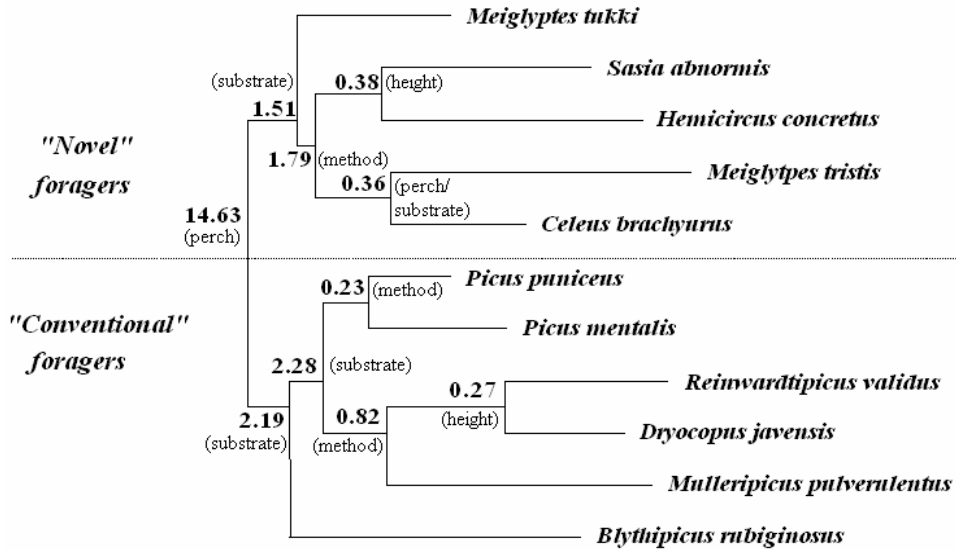 Meiglyptes tukki
(substrate)
Sasia abnormis
0.38 (height)
1.51
Hemicircus concretus
"Novel"
foragers
1.79 (method)
Meiglytpes tristis
0.36 (perch/
substrate)
Celeus brachyurus
14.63
(perch)
Picus puniceus
0.23 (method)
"Conventional"
foragers
Picus mentalis
2.28 (substrate)
Reinwardtipicus validus
0.27
(height)
2.19
(substrate)
0.82
(method)
Dryocopus javensis
Mulleripicus pulverulentus
Blythipicus rubiginosus